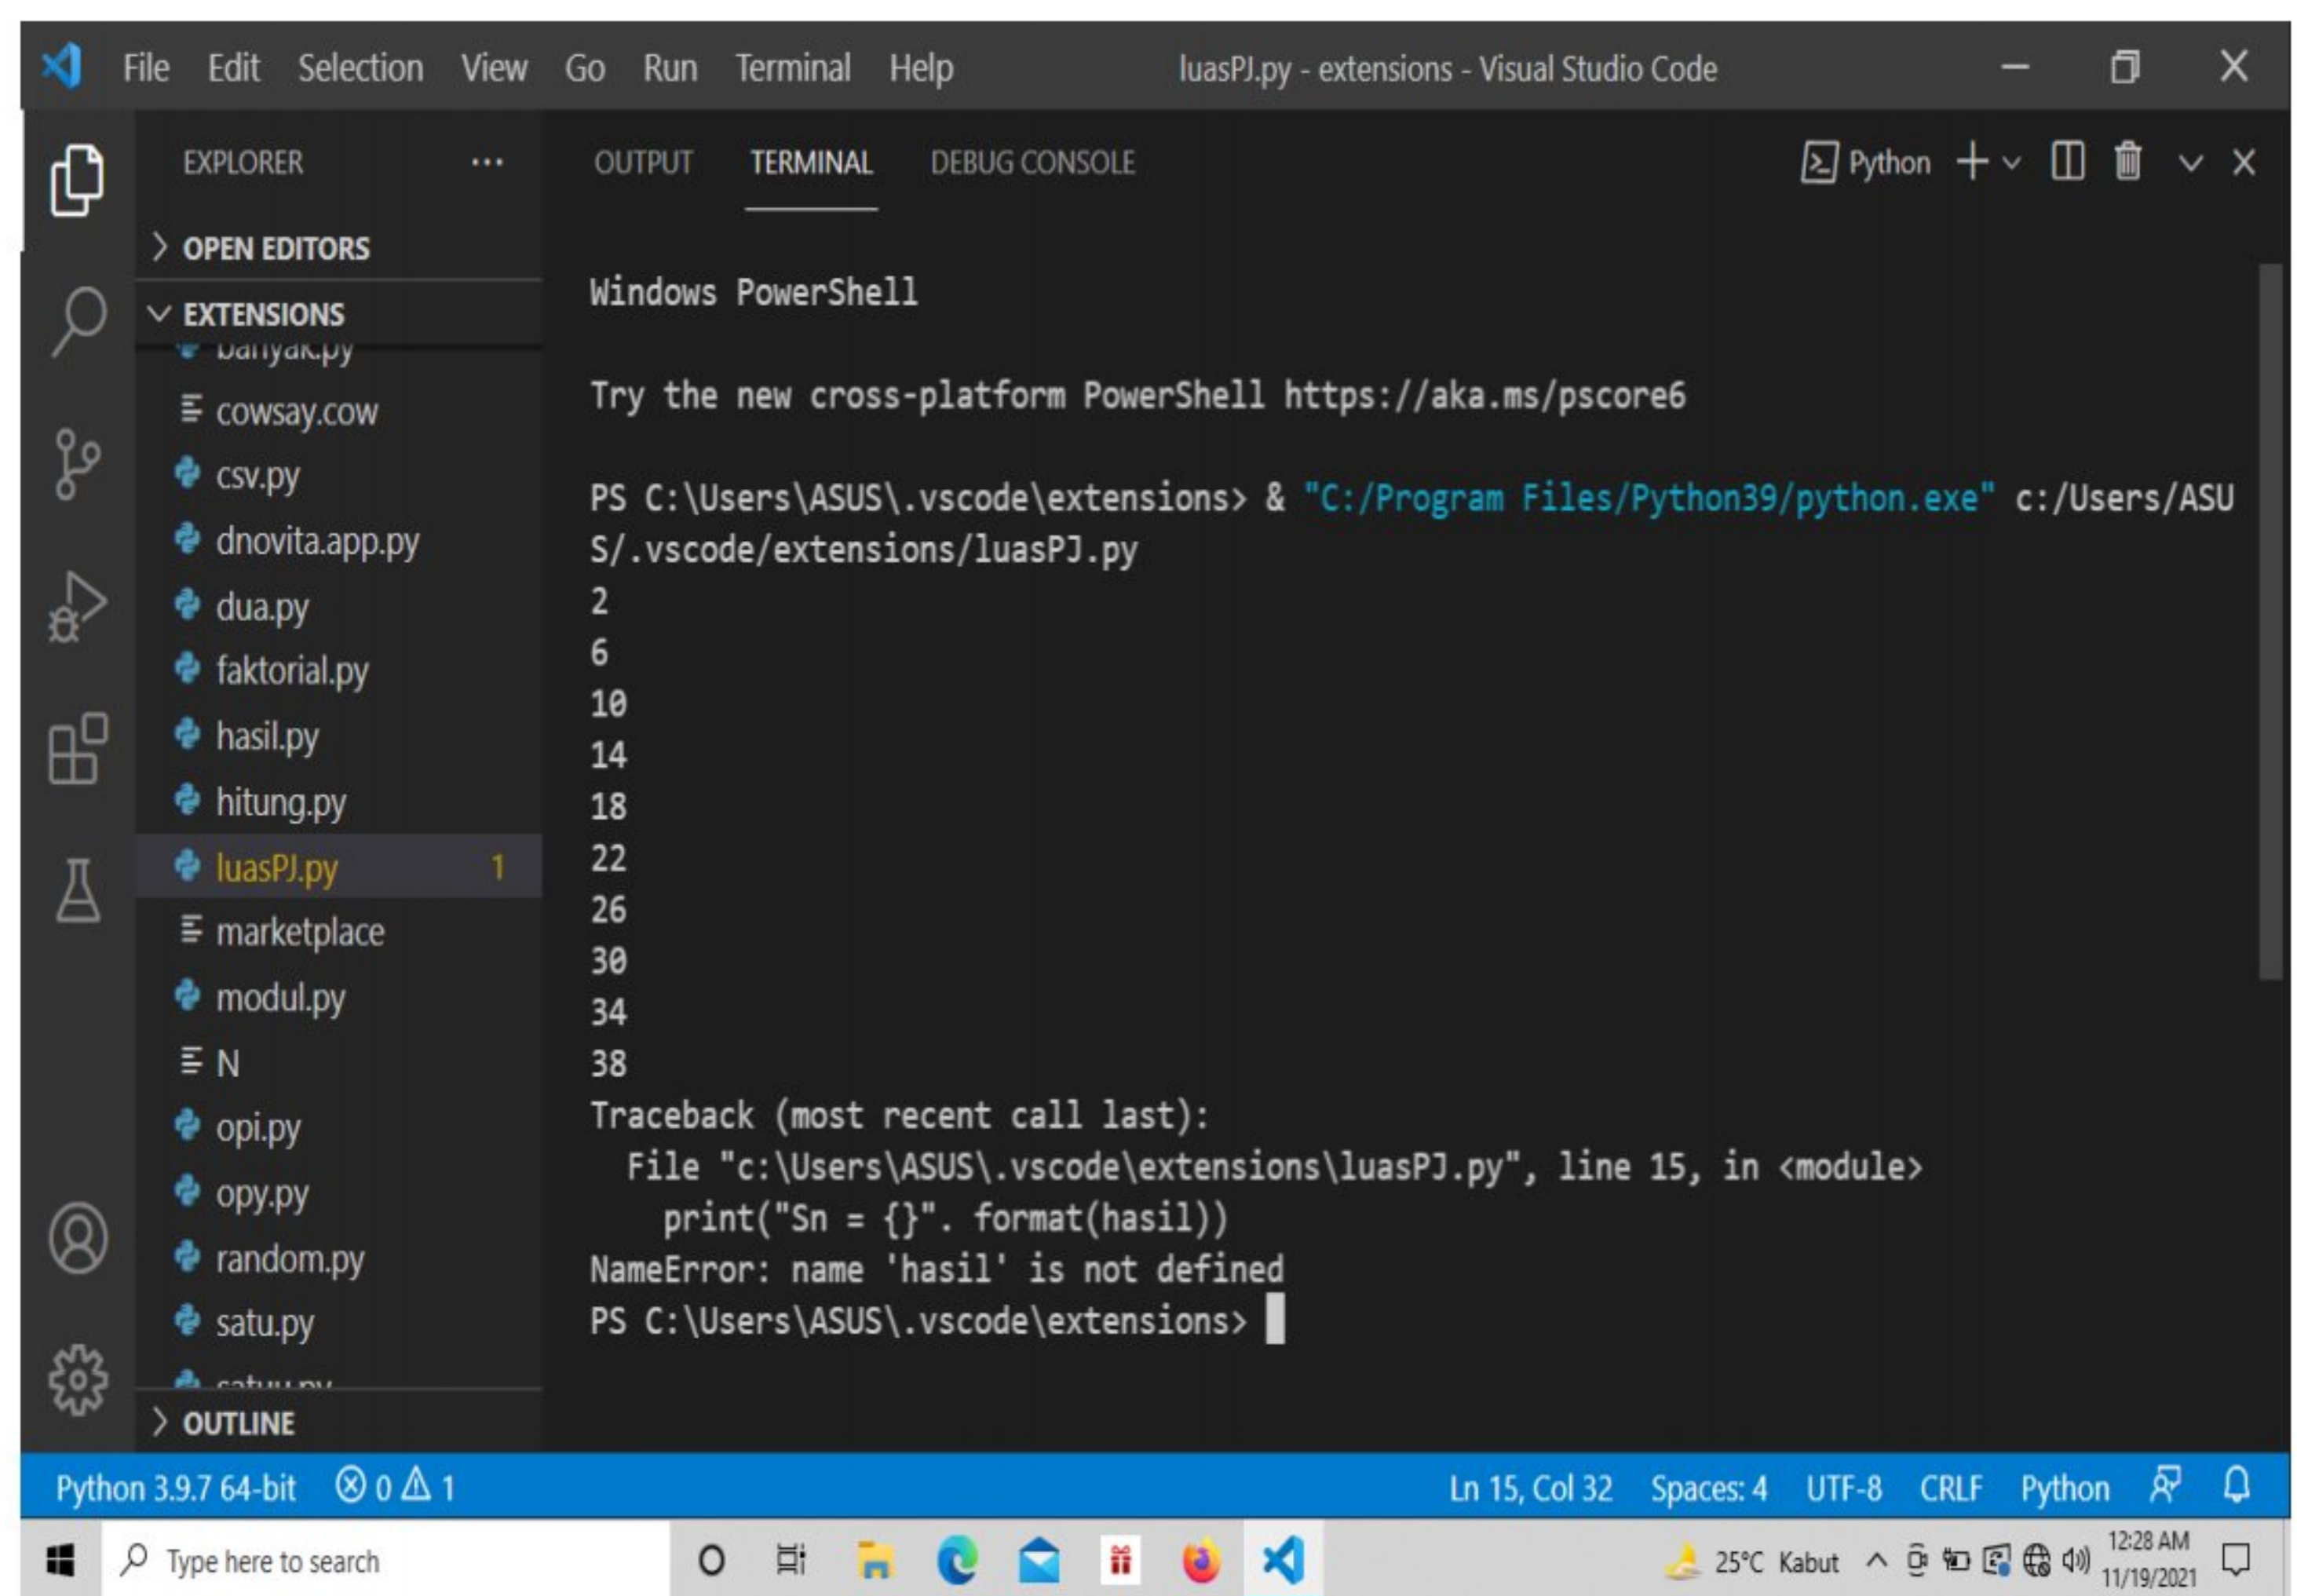 File Edit Selection View Go Run Terminal Help
luasPJ.py - extensions - Visual Studio Code
EXPLORER
OPEN EDITORS
EXTENSIONS
banyak.py
cowsay.cow
csv.py
dnovita.app.py
dua.py
faktorial.py
hasil.py
hitung.py
luasPJ.py 1
marketplace
modul.py
N
opi.py
opy.py
random.py
satu.py
satuu.py
OUTLINE
OUTPUT TERMINAL DEBUG CONSOLE
Python
Windows PowerShell
Try the new cross-platform PowerShell https://aka.ms/pscore6
PS C:\Users\ASUS\.vscode\extensions> & "C:/Program Files/Python39/python.exe" c:/Users/ASU
S/.vscode/extensions/luasPJ.py
2
6
10
14
18
22
26
30
34
38
Traceback (most recent call last):
  File "c:\Users\ASUS\.vscode\extensions\luasPJ.py", line 15, in <module>
    print("Sn = {}". format(hasil))
NameError: name 'hasil' is not defined
PS C:\Users\ASUS\.vscode\extensions>
Python 3.9.7 64-bit 0 1
Ln 15, Col 32 Spaces: 4 UTF-8 CRLF Python
Type here to search
25°C Kabut
12:28 AM
11/19/2021